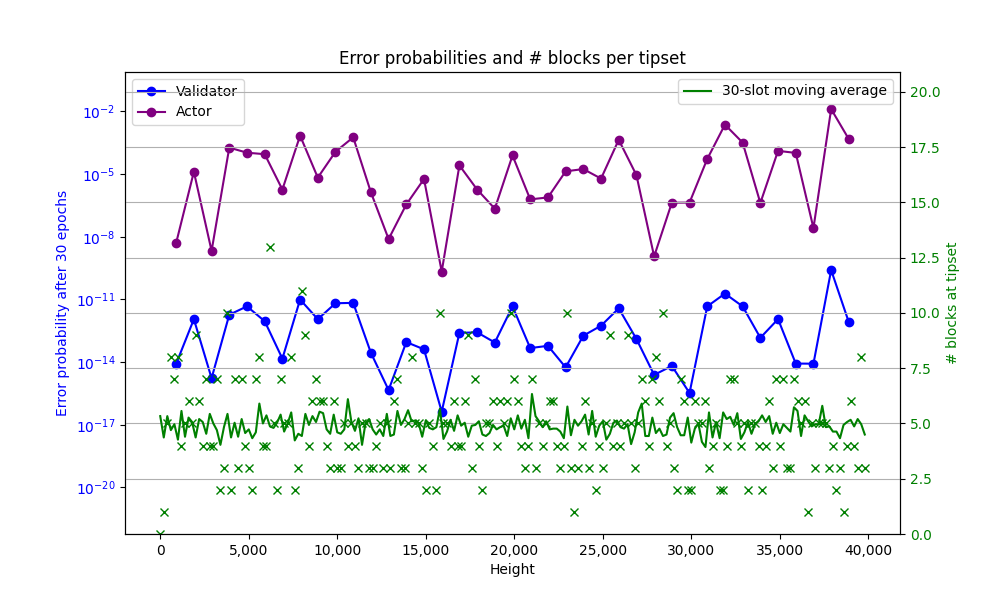 Error probabilities and # blocks per tipset
Validator
Actor
30-slot moving average
10⁻²
10⁻⁵
10⁻⁸
10⁻¹¹
10⁻¹⁴
10⁻¹⁷
10⁻²⁰
Error probability after 30 epochs
20.0
17.5
15.0
12.5
10.0
7.5
5.0
2.5
0.0
# blocks at tipset
0 5,000 10,000 15,000 20,000 25,000 30,000 35,000 40,000
Height